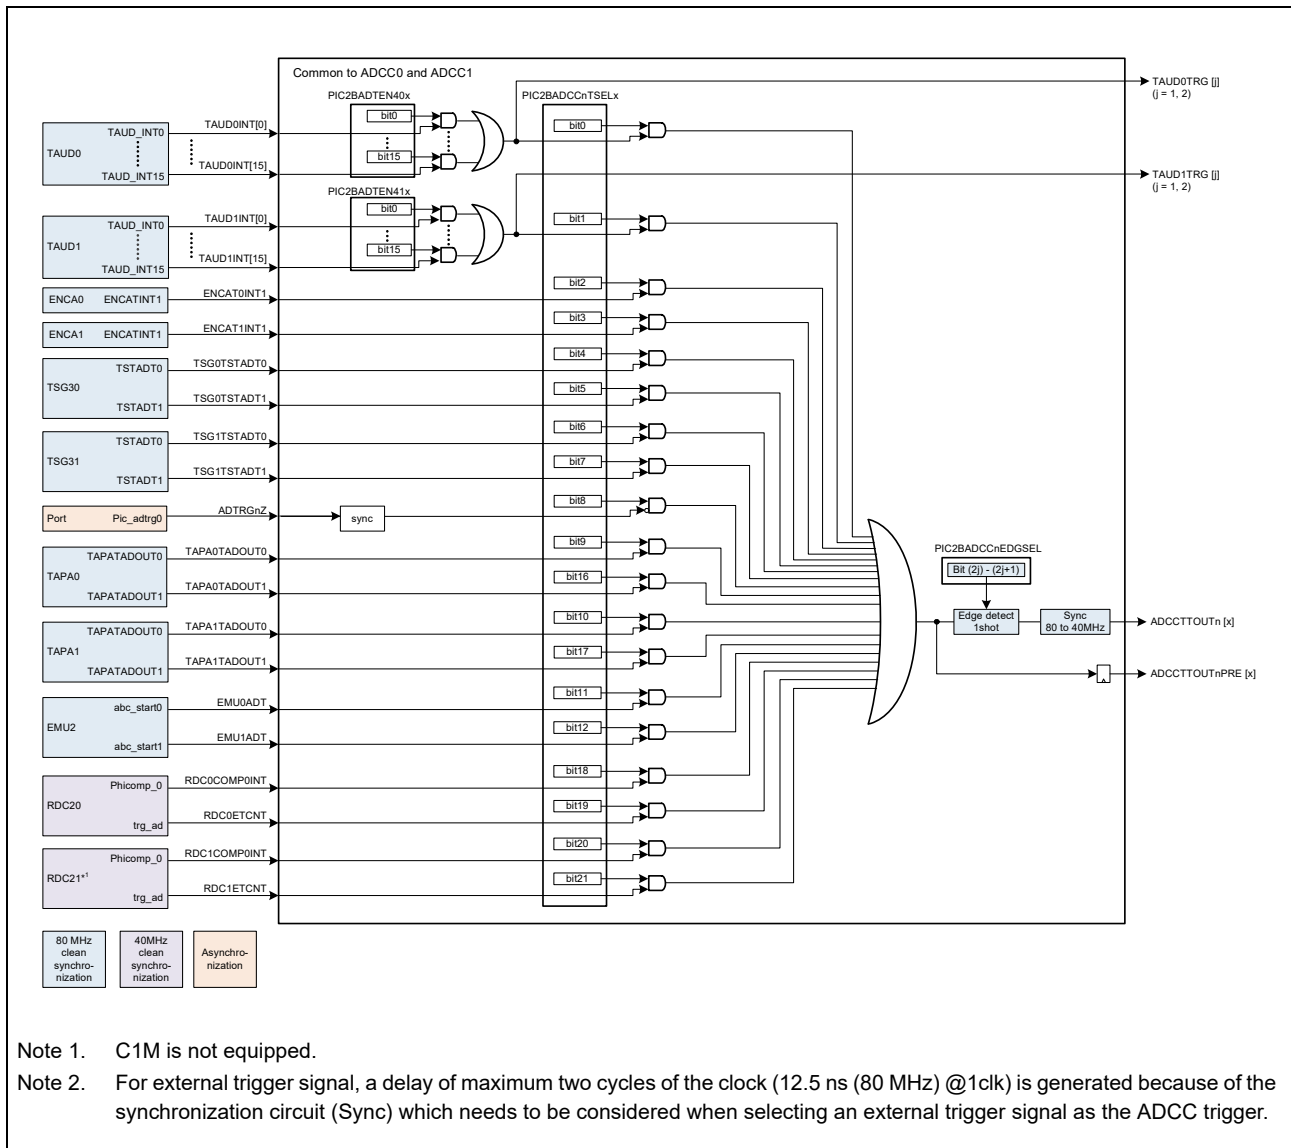 Common to ADCC0 and ADCC1
PIC2BADTEN40x
PIC2BADCCnTSELx
TAUD0TRG [j]
(j = 1, 2)
bit0
bit0
TAUD0
TAUD_INT0
TAUD0INT[0]
bit15
TAUD_INT15
TAUD0INT[15]
TAUD1TRG [j]
(j = 1, 2)
PIC2BADTEN41x
bit0
bit1
TAUD1
TAUD_INT0
TAUD1INT[0]
bit15
TAUD_INT15
TAUD1INT[15]
bit2
ENCA0 ENCATINT1
ENCAT0INT1
bit3
ENCA1 ENCATINT1
ENCAT1INT1
bit4
TSG30
TSTADT0
TSG0TSTADT0
bit5
TSTADT1
TSG0TSTADT1
bit6
TSG31
TSTADT0
TSG1TSTADT0
bit7
TSTADT1
TSG1TSTADT1
bit8
Port Pic_adtrg0
ADTRGnZ
sync
bit9
TAPA0
TAPATADOUT0
TAPA0TADOUT0
bit16
TAPATADOUT1
TAPA0TADOUT1
bit10
TAPA1
TAPATADOUT0
TAPA1TADOUT0
bit17
TAPATADOUT1
TAPA1TADOUT1
PIC2BADCCnEDGSEL
Bit (2j) - (2j+1)
Edge detect
1shot
Sync
80 to 40MHz
ADCCTTOUTn [x]
ADCCTTOUTnPRE [x]
bit11
EMU2
abc_start0
EMU0ADT
bit12
abc_start1
EMU1ADT
bit18
RDC20
Phicomp_0
RDC0COMP0INT
bit19
trg_ad
RDC0ETCNT
bit20
RDC21*1
Phicomp_0
RDC1COMP0INT
bit21
trg_ad
RDC1ETCNT
80 MHz
clean
synchro-
nization
40MHz
clean
synchro-
nization
Asynchro-
nization
Note 1. C1M is not equipped.
Note 2. For external trigger signal, a delay of maximum two cycles of the clock (12.5 ns (80 MHz) @1clk) is generated because of the
synchronization circuit (Sync) which needs to be considered when selecting an external trigger signal as the ADCC trigger.